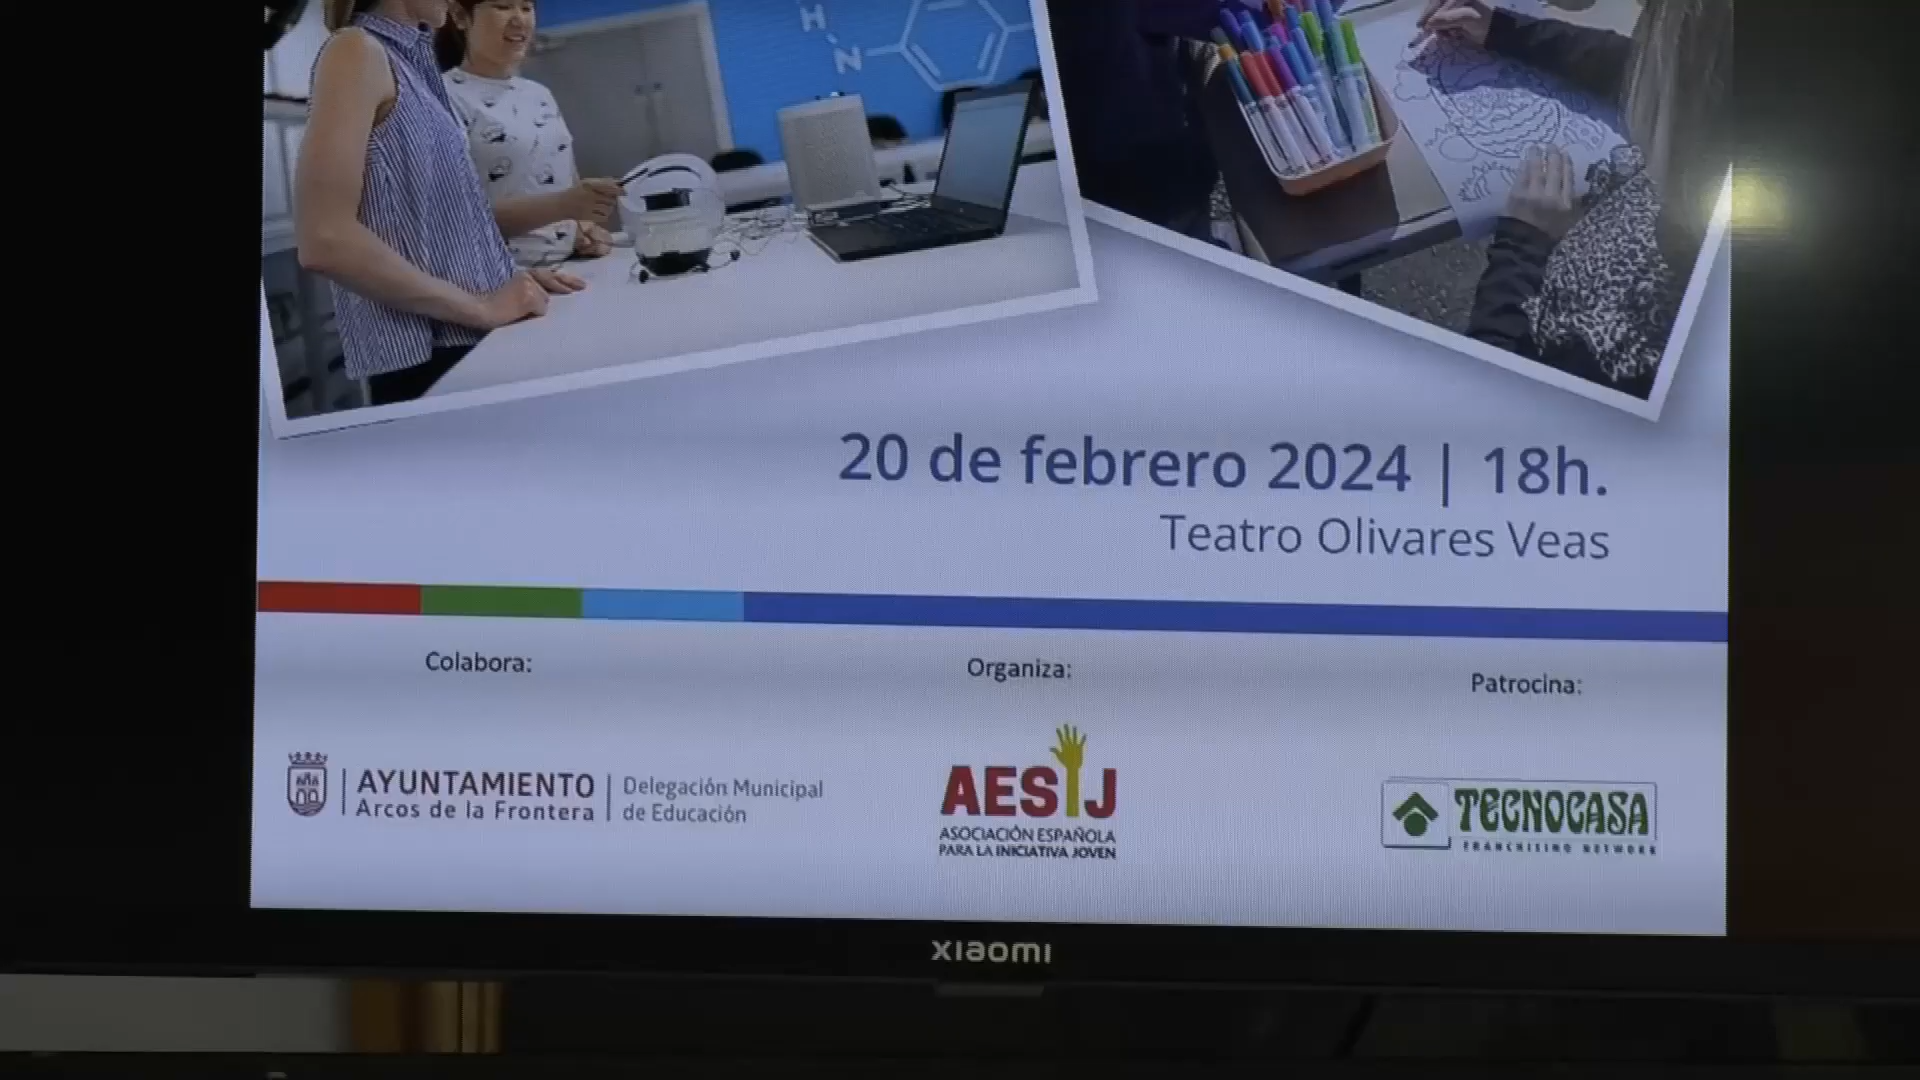 H
N
20 de febrero 2024 | 18h.
Teatro Olivares Veas
Colabora:
Organiza:
Patrocina:
AYUNTAMIENTO
Arcos de la Frontera
Delegación Municipal
de Educación
AESIJ
ASOCIACIÓN ESPAÑOLA
PARA LA INICIATIVA JOVEN
TECNOCASA
FRANCHISING NETWORK
xiaomi